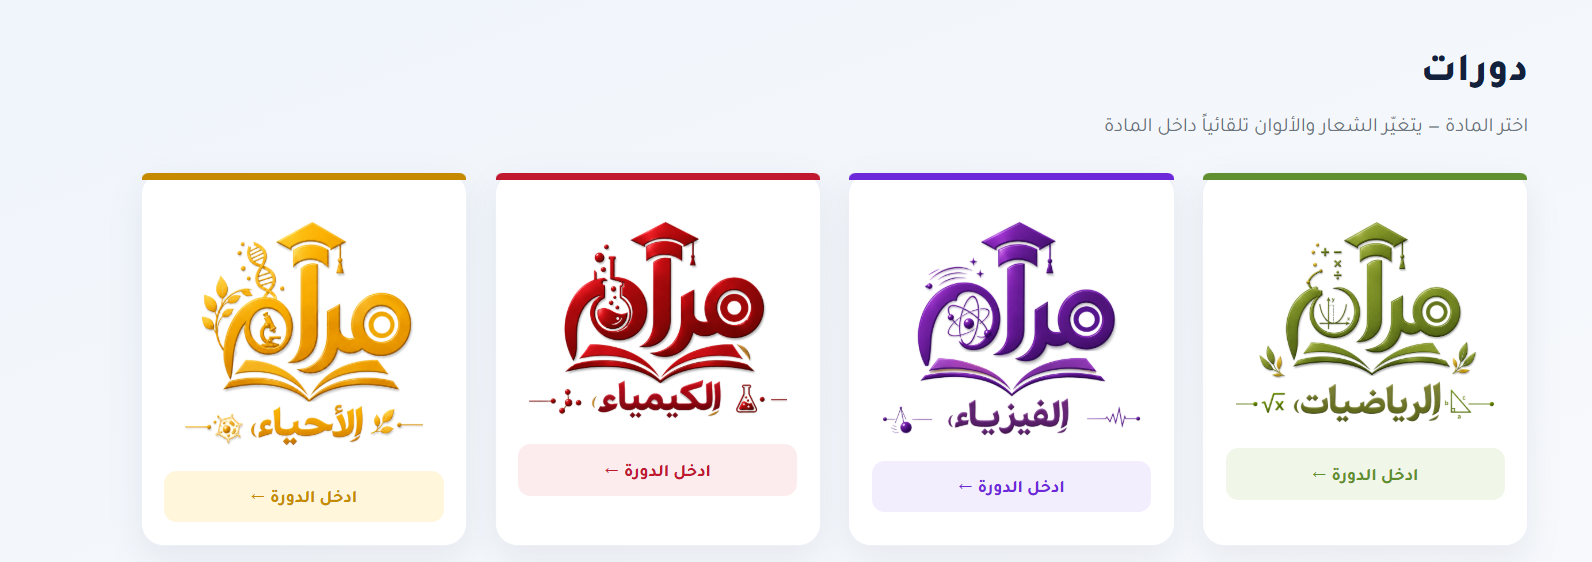 دورات
اختر المادة – يتغيّر الشعار والألوان تلقائياً داخل المادة
مرام
الرياضيات
√x
ادخل الدورة ←
مرام
الفيزياء
ادخل الدورة ←
مرام
الكيمياء
ادخل الدورة ←
مرام
الأحياء
ادخل الدورة ←